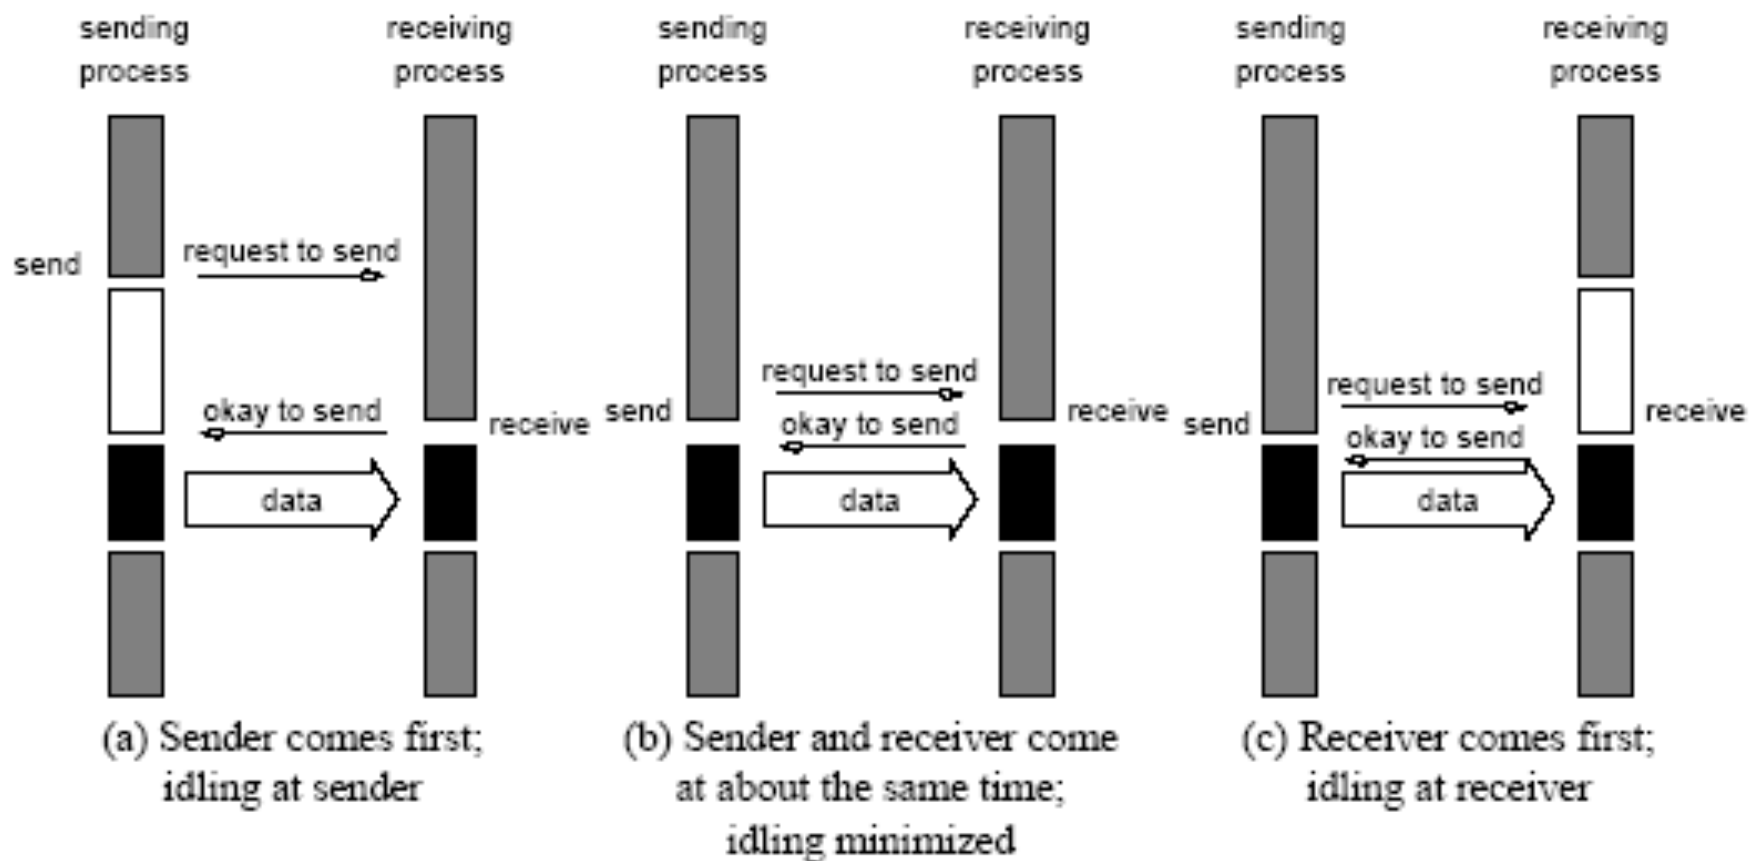 sending
process
receiving
process
send
request to send
okay to send
receive
data
(a) Sender comes first;
idling at sender
sending
process
receiving
process
request to send
send
okay to send
receive
data
(b) Sender and receiver come
at about the same time;
idling minimized
sending
process
receiving
process
request to send
send
okay to send
receive
data
(c) Receiver comes first;
idling at receiver